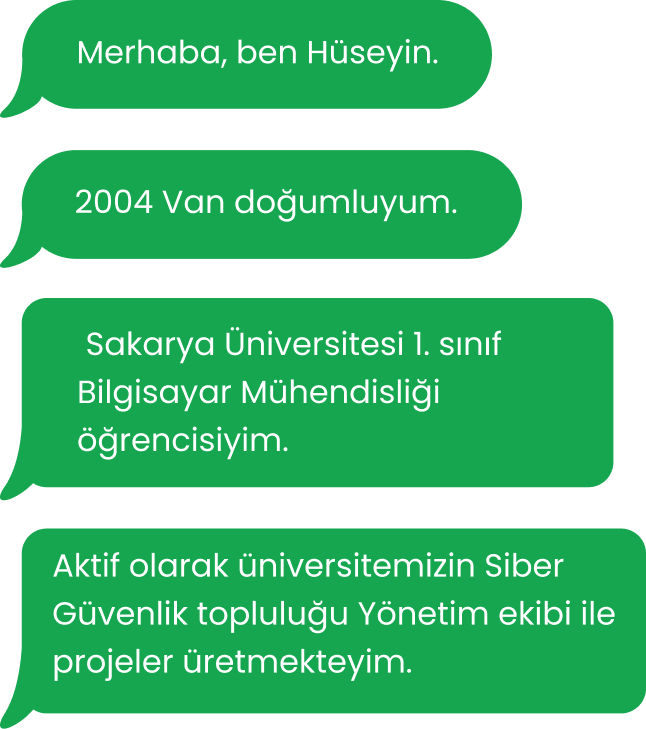 Merhaba, ben Hüseyin.
2004 Van doğumluyum.
Sakarya Üniversitesi 1. sınıf
Bilgisayar Mühendisliği
öğrencisiyim.
Aktif olarak üniversitemizin Siber
Güvenlik topluluğu Yönetim ekibi ile
projeler üretmekteyim.